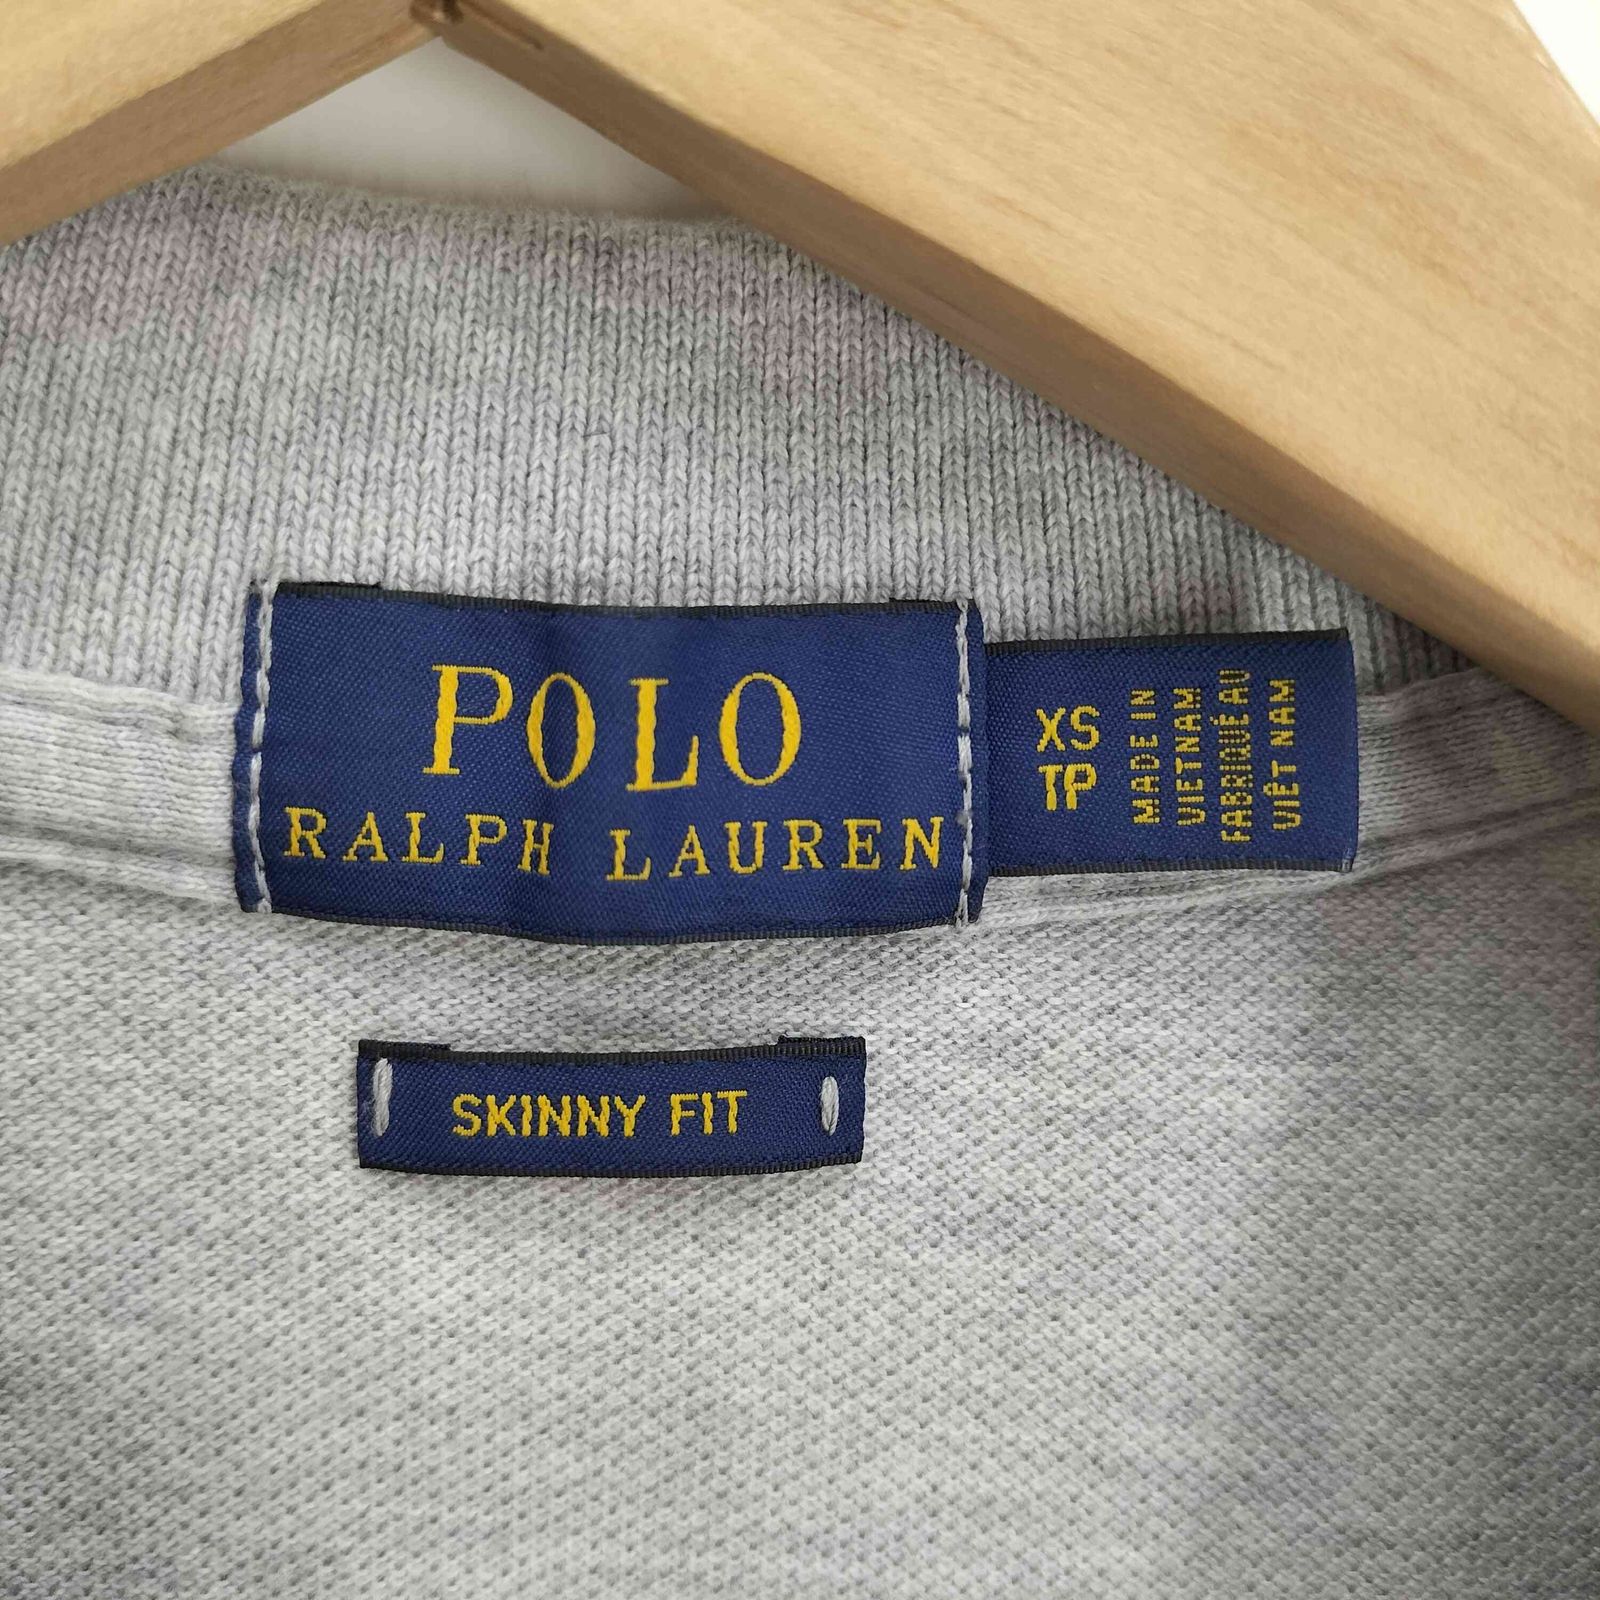 POLO
RALPH LAUREN
XS
TP
MADE IN
VIETNAM
FABRIQUÉ AU
VIÊT NAM
SKINNY FIT